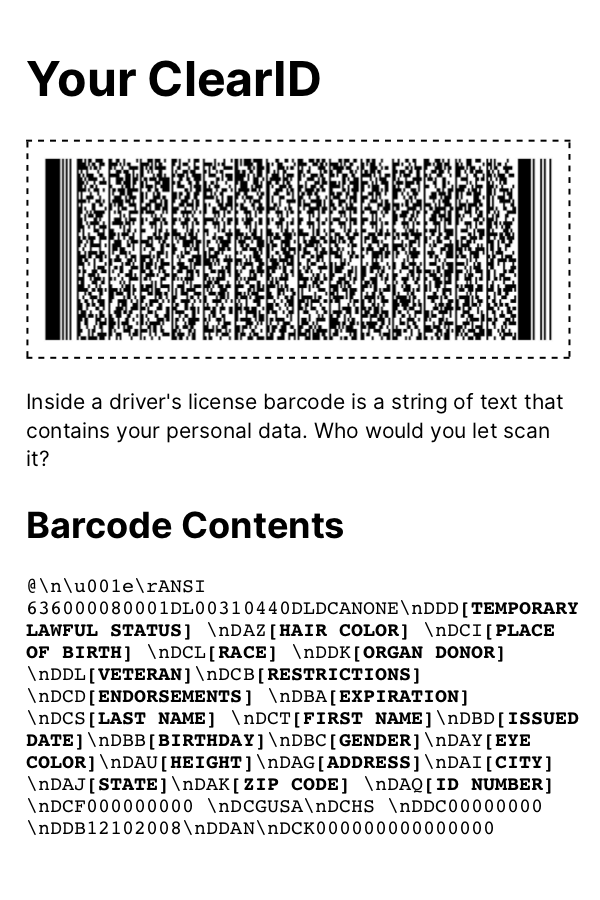 Your ClearID
Inside a driver's license barcode is a string of text that
contains your personal data. Who would you let scan
it?
Barcode Contents
@\n\u001e\rANSI
636000080001DL00310440DLDCANONE\nDDD[TEMPORARY
LAWFUL STATUS] \nDAZ[HAIR COLOR] \nDCI[PLACE
OF BIRTH] \nDCL[RACE] \nDDK[ORGAN DONOR]
\nDDL[VETERAN]\nDCB[RESTRICTIONS]
\nDCD[ENDORSEMENTS] \nDBA[EXPIRATION]
\nDCS[LAST NAME] \nDCT[FIRST NAME]\nDBD[ISSUED
DATE]\nDBB[BIRTHDAY]\nDBC[GENDER]\nDAY[EYE
COLOR]\nDAU[HEIGHT]\nDAG[ADDRESS]\nDAI[CITY]
\nDAJ[STATE]\nDAK[ZIP CODE] \nDAQ[ID NUMBER]
\nDCF000000000 \nDCGUSA\nDCHS \nDDC00000000
\nDDB12102008\nDDAN\nDCK000000000000000